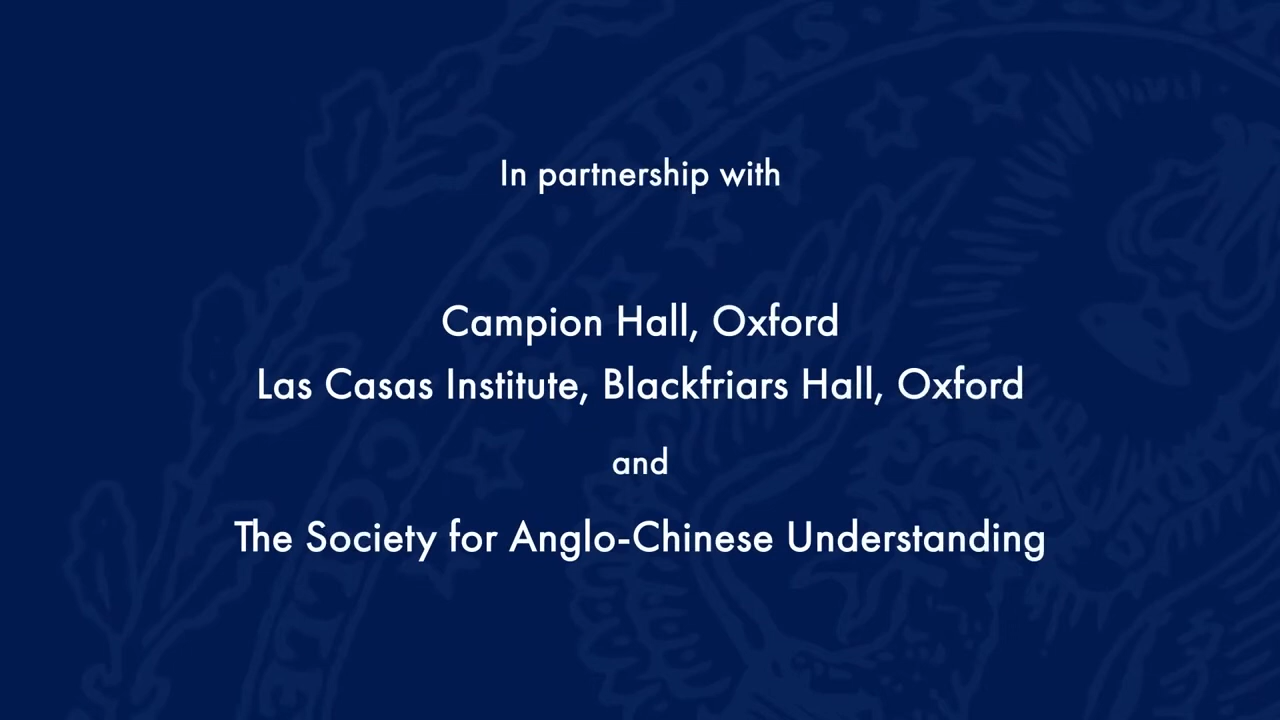 In partnership with
Campion Hall, Oxford
Las Casas Institute, Blackfriars Hall, Oxford
and
The Society for Anglo-Chinese Understanding